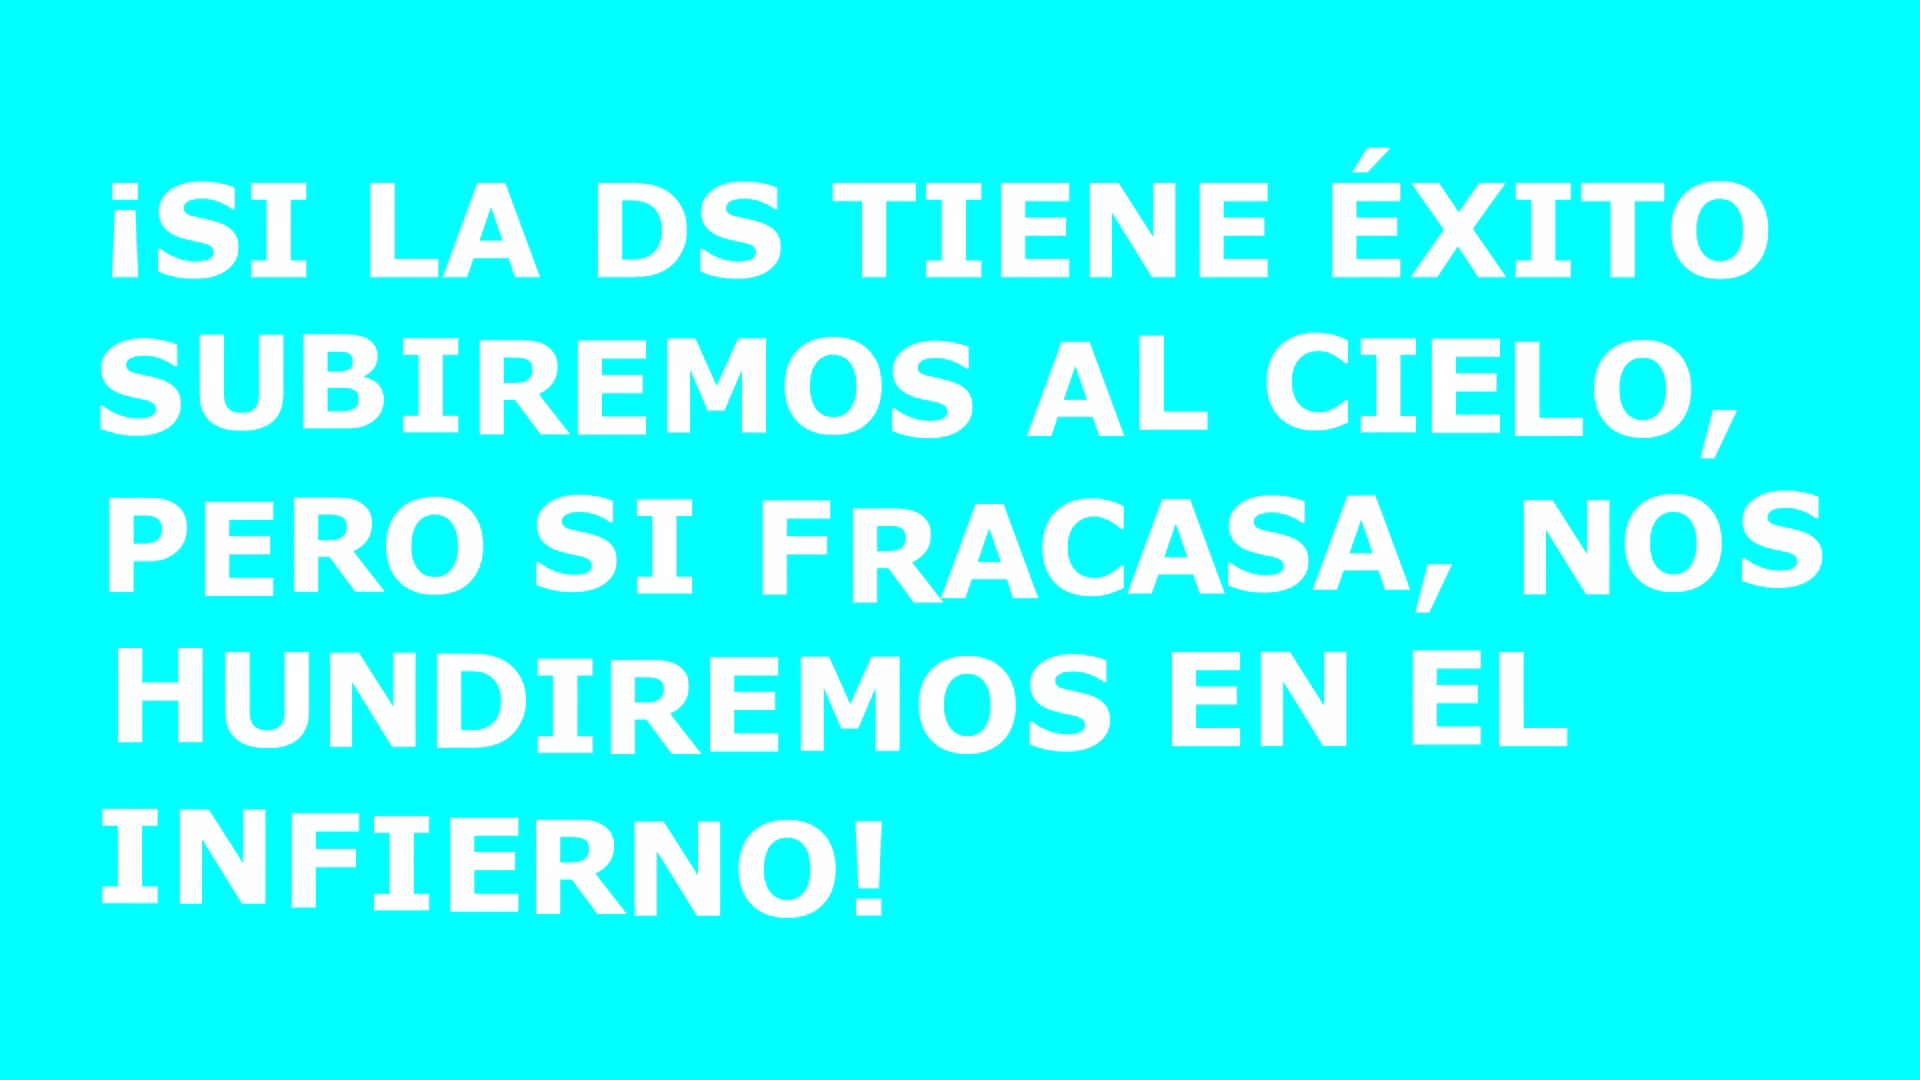 ¡SI LA DS TIENE ÉXITO
SUBIREMOS AL CIELO,
PERO SI FRACASA, NOS
HUNDIREMOS EN EL
INFIERNO!